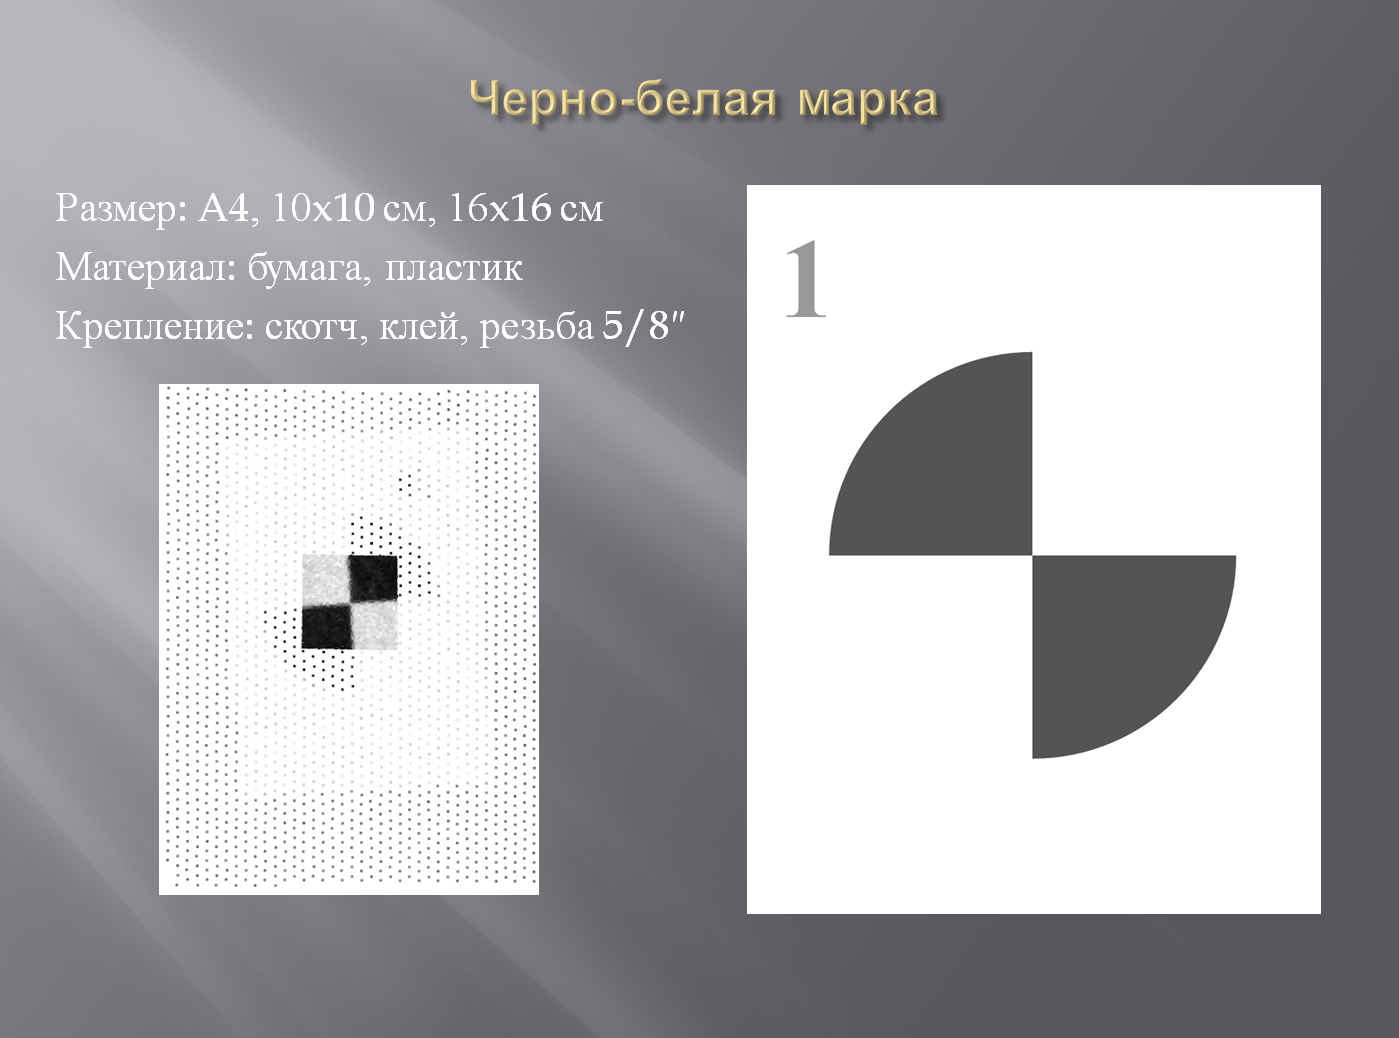 Черно-белая марка
Размер: А4, 10x10 см, 16x16 см
Материал: бумага, пластик
Крепление: скотч, клей, резьба 5/8"
1